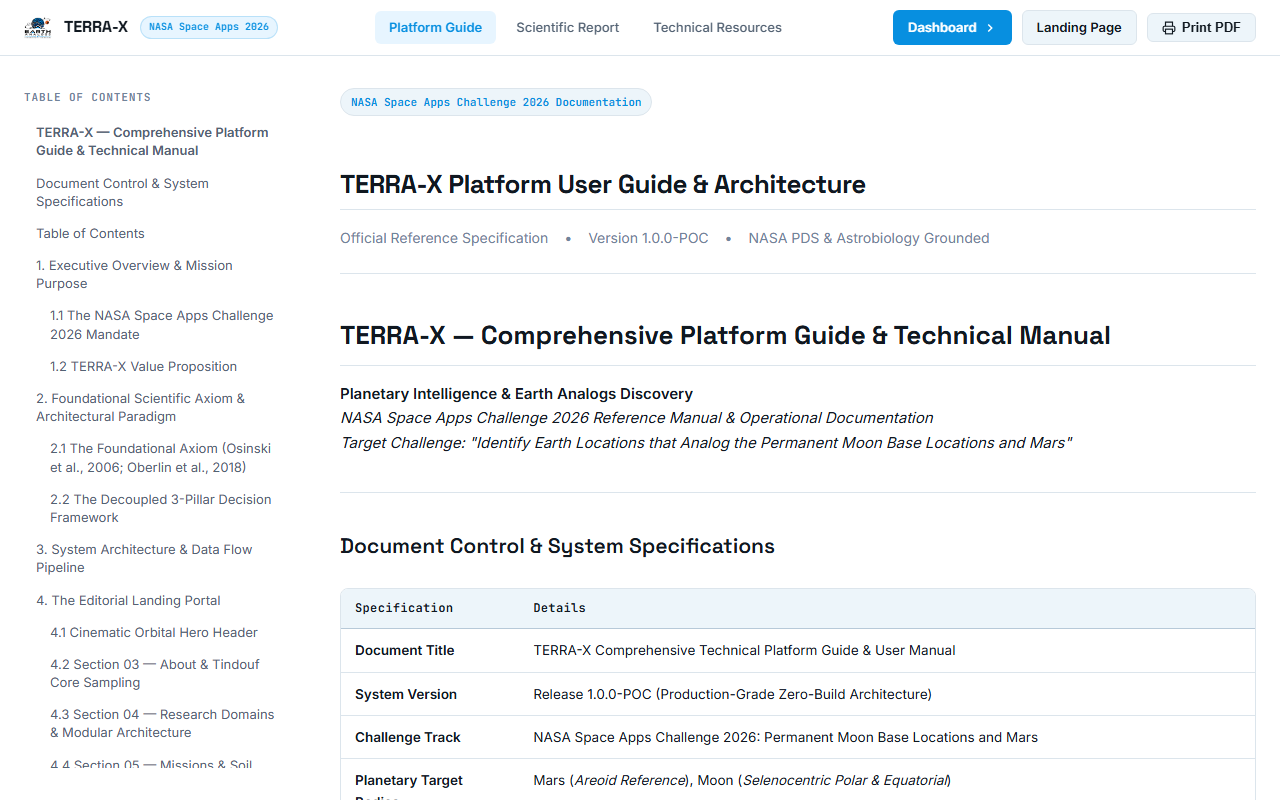 EARTH
TERRA-X
NASA Space Apps 2026
Platform Guide
Scientific Report
Technical Resources
Dashboard
Landing Page
Print PDF
TABLE OF CONTENTS
TERRA-X — Comprehensive Platform
Guide & Technical Manual
Document Control & System
Specifications
Table of Contents
1. Executive Overview & Mission
Purpose
1.1 The NASA Space Apps Challenge
2026 Mandate
1.2 TERRA-X Value Proposition
2. Foundational Scientific Axiom &
Architectural Paradigm
2.1 The Foundational Axiom (Osinski
et al., 2006; Oberlin et al., 2018)
2.2 The Decoupled 3-Pillar Decision
Framework
3. System Architecture & Data Flow
Pipeline
4. The Editorial Landing Portal
4.1 Cinematic Orbital Hero Header
4.2 Section 03 — About & Tindouf
Core Sampling
4.3 Section 04 — Research Domains
& Modular Architecture
4.4 Section 05 — Missions & Soil
NASA Space Apps Challenge 2026 Documentation
TERRA-X Platform User Guide & Architecture
Official Reference Specification • Version 1.0.0-POC • NASA PDS & Astrobiology Grounded
TERRA-X — Comprehensive Platform Guide & Technical Manual
Planetary Intelligence & Earth Analogs Discovery
NASA Space Apps Challenge 2026 Reference Manual & Operational Documentation
Target Challenge: "Identify Earth Locations that Analog the Permanent Moon Base Locations and Mars"
Document Control & System Specifications
Specification Details
Document Title TERRA-X Comprehensive Technical Platform Guide & User Manual
System Version Release 1.0.0-POC (Production-Grade Zero-Build Architecture)
Challenge Track NASA Space Apps Challenge 2026: Permanent Moon Base Locations and Mars
Planetary Target Mars (Areoid Reference), Moon (Selenocentric Polar & Equatorial)
Bodies